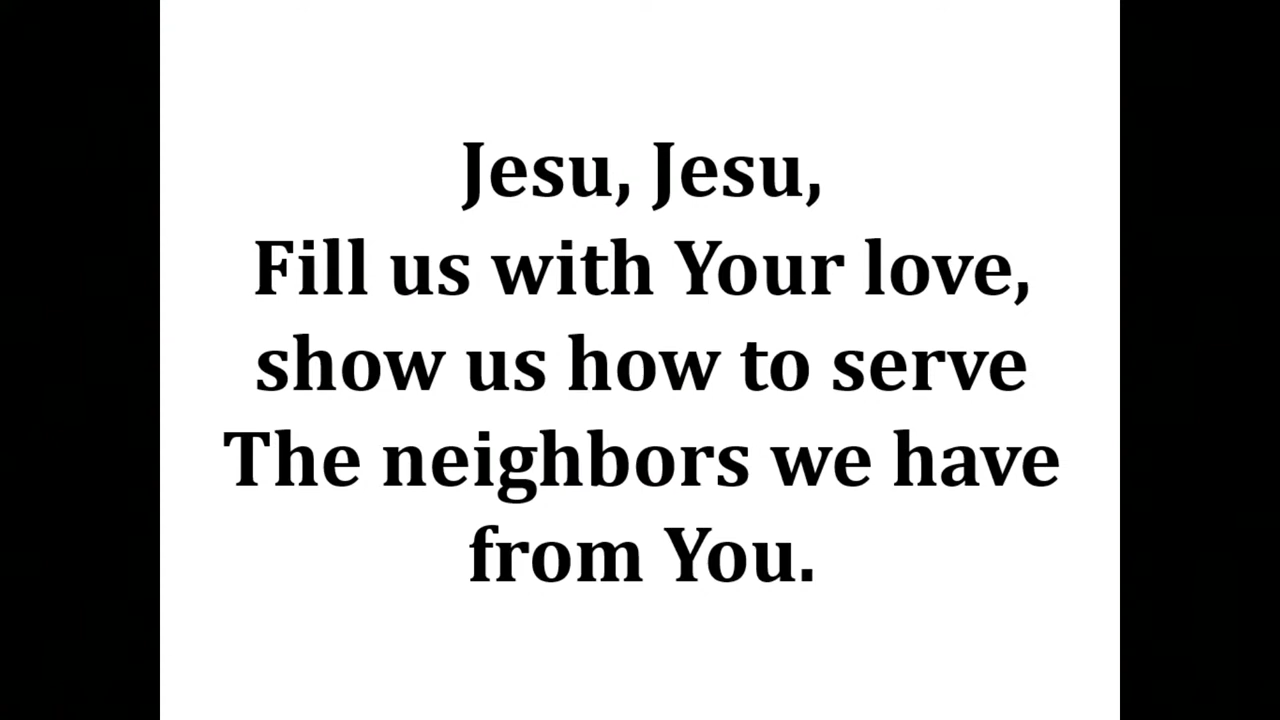 Jesu, Jesu,
Fill us with Your love,
show us how to serve
The neighbors we have
from You.